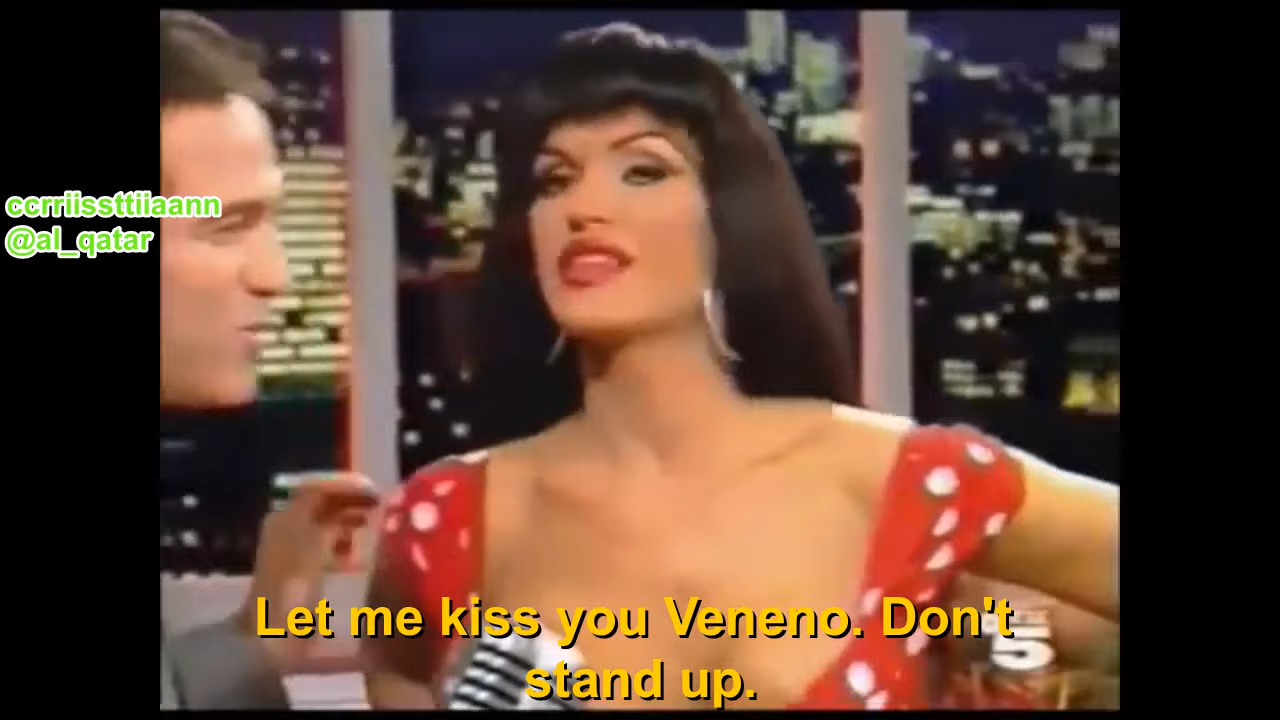 ccrriissttiiaann
@al_qatar
Let me kiss you Veneno. Don't
stand up.
5